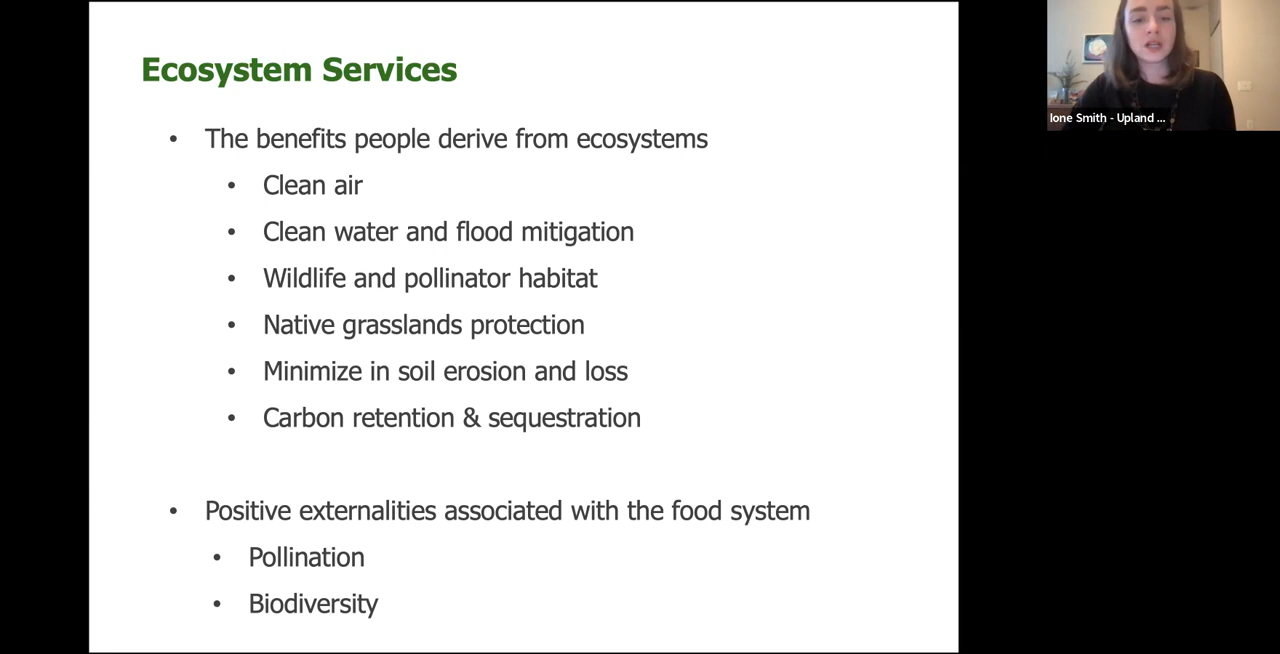 Ecosystem Services
• The benefits people derive from ecosystems
• Clean air
• Clean water and flood mitigation
• Wildlife and pollinator habitat
• Native grasslands protection
• Minimize in soil erosion and loss
• Carbon retention & sequestration
• Positive externalities associated with the food system
• Pollination
• Biodiversity
Ione Smith - Upland ...